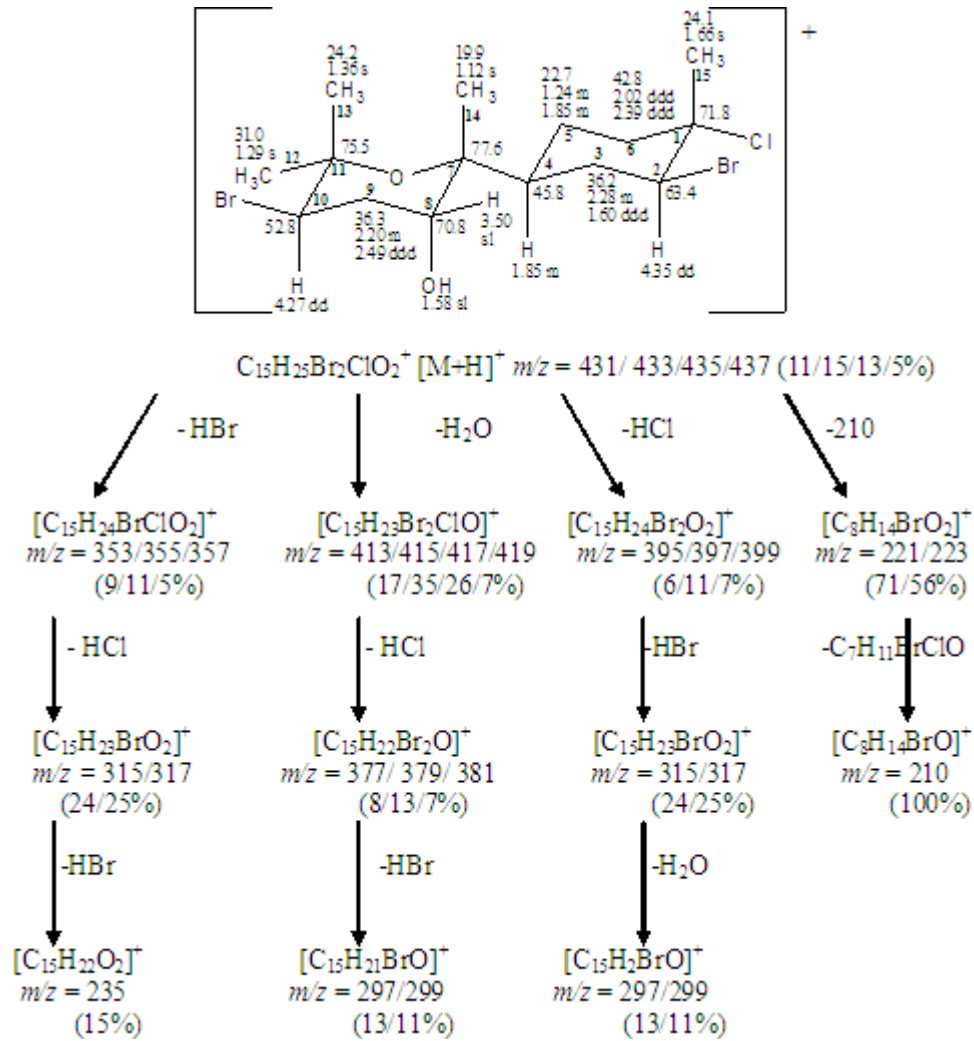 24.1
1.66 s
CH3
15
+
24.2
1.36 s
CH3
13
19.9
1.12 s
CH3
14
22.7
1.24 m
1.85 m
42.8
2.02 ddd
2.39 ddd
71.8
Cl
31.0
1.29 s
H3C
12
75.5
11
O
77.6
7
5
6
1
4
3
2
Br
Br
10
9
8
H
45.8
36.2
2.28 m
1.60 ddd
63.4
52.8
36.3
2.20 m
2.49 ddd
70.8
3.50
sl
H
H
H
4.27 dd
OH
1.58 sl
1.85 m
4.35 dd
C15H25Br2ClO2+ [M+H]+ m/z = 431/ 433/435/437 (11/15/13/5%)
- HBr
-H2O
-HCl
-210
[C15H24BrClO2]+
m/z = 353/355/357
(9/11/5%)
[C15H23Br2ClO]+
m/z = 413/415/417/419
(17/35/26/7%)
[C15H24Br2O2]+
m/z = 395/397/399
(6/11/7%)
[C8H14BrO2]+
m/z = 221/223
(71/56%)
- HCl
- HCl
-HBr
-C7H11BrClO
[C15H23BrO2]+
m/z = 315/317
(24/25%)
[C15H22Br2O]+
m/z = 377/ 379/ 381
(8/13/7%)
[C15H23BrO2]+
m/z = 315/317
(24/25%)
[C8H14BrO]+
m/z = 210
(100%)
-HBr
-HBr
-H2O
[C15H22O2]+
m/z = 235
(15%)
[C15H21BrO]+
m/z = 297/299
(13/11%)
[C15H2BrO]+
m/z = 297/299
(13/11%)